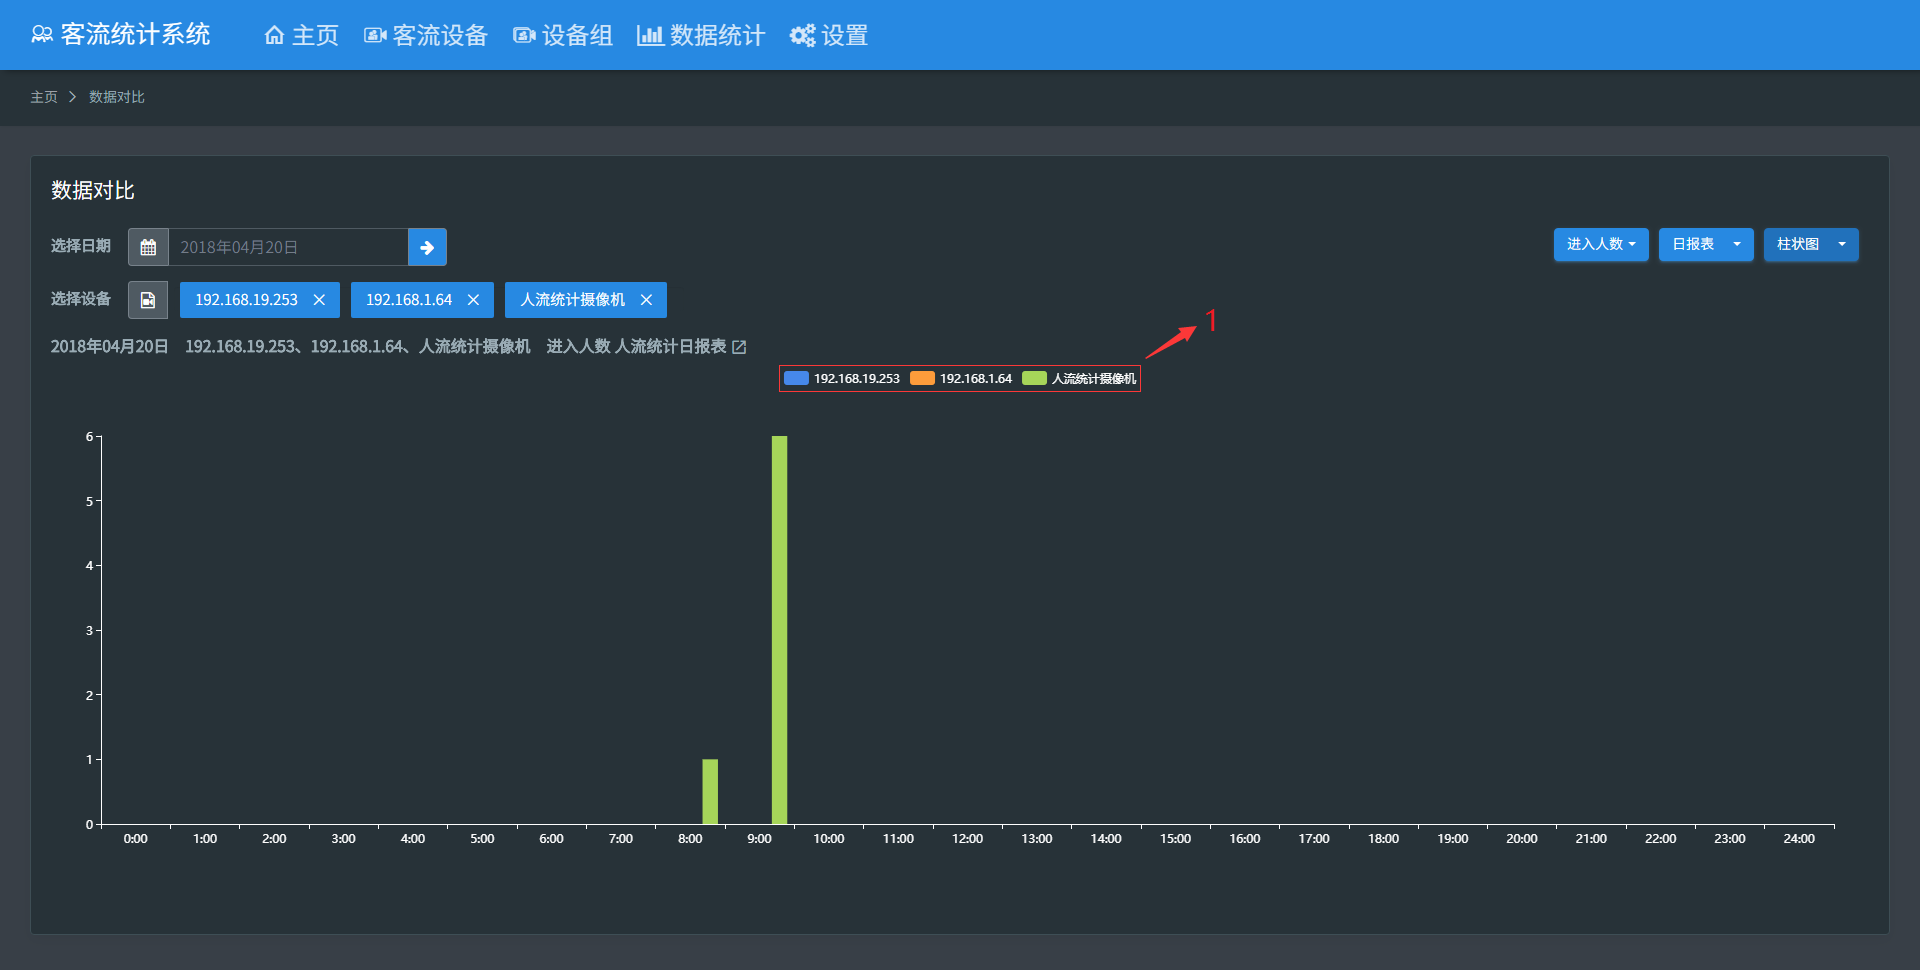 客流统计系统 主页 客流设备 设备组 数据统计 设置
主页 数据对比
数据对比
选择日期 2018年04月20日 进入人数 日报表 柱状图
选择设备 192.168.19.253 192.168.1.64 人流统计摄像机
1
2018年04月20日 192.168.19.253、192.168.1.64、人流统计摄像机 进入人数 人流统计日报表
192.168.19.253 192.168.1.64 人流统计摄像机
6
5
4
3
2
1
0
0:00 1:00 2:00 3:00 4:00 5:00 6:00 7:00 8:00 9:00 10:00 11:00 12:00 13:00 14:00 15:00 16:00 17:00 18:00 19:00 20:00 21:00 22:00 23:00 24:00